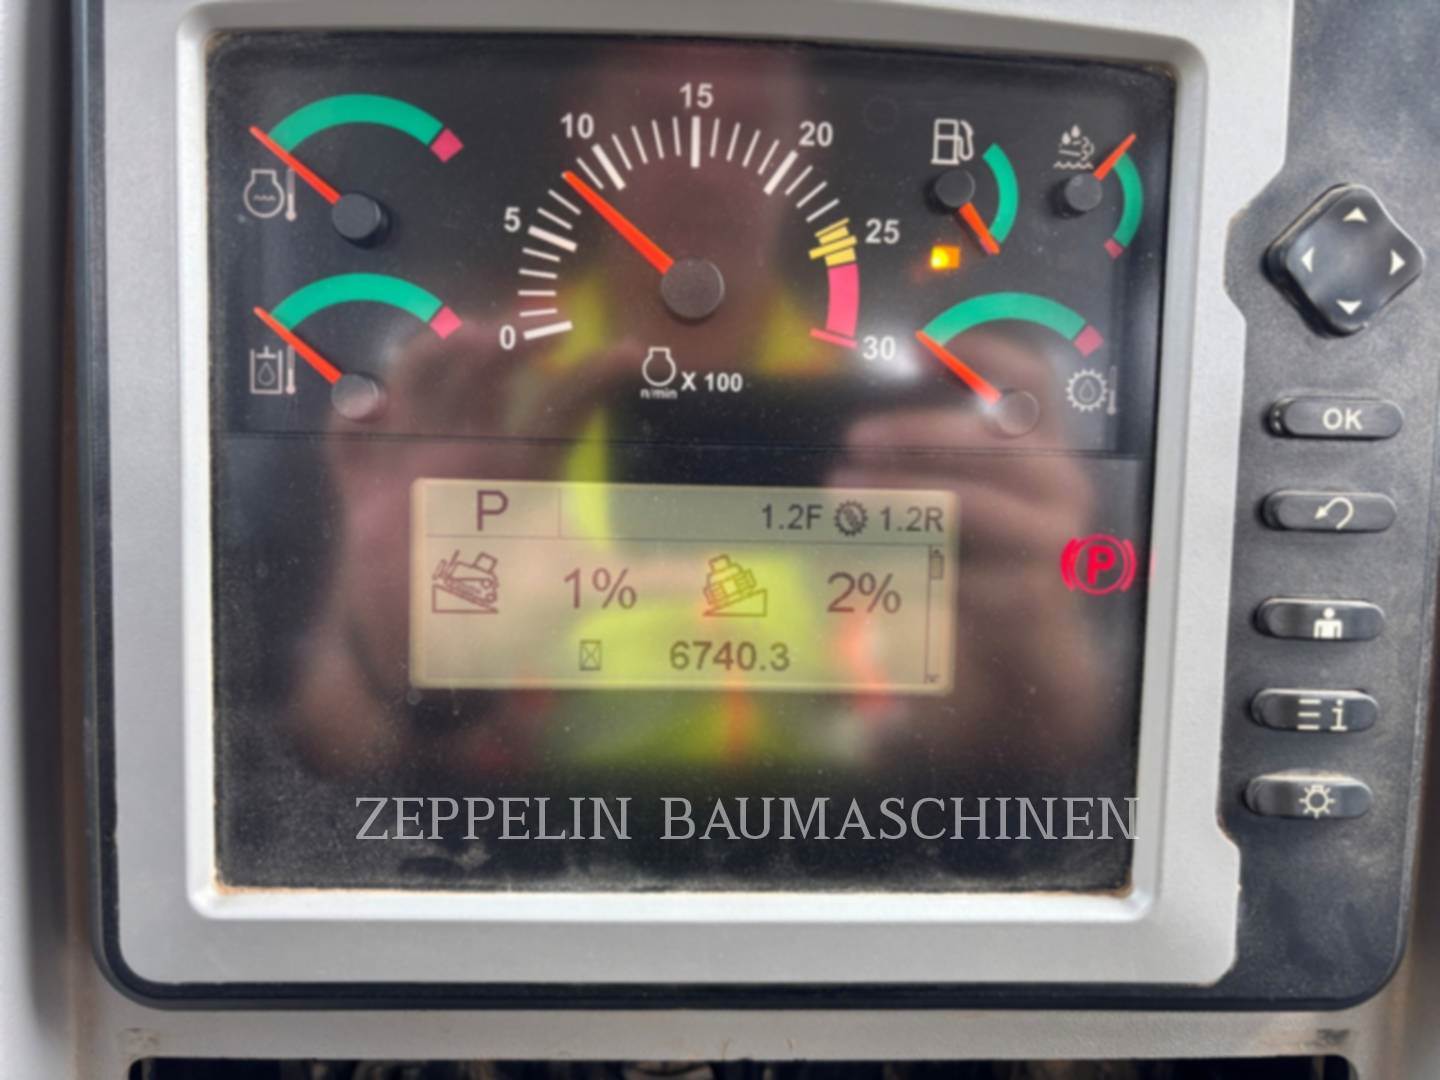 15
10
20
5
25
0
30
n/min X 100
OK
P 1.2F 1.2R
P
1% 2%
6740.3
i
ZEPPELIN BAUMASCHINEN